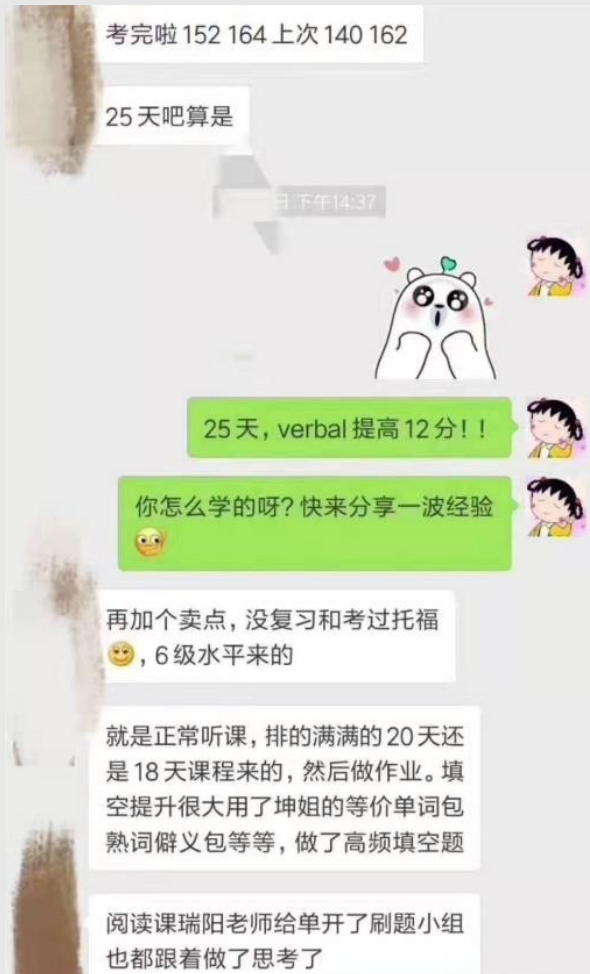 考完啦 152 164 上次 140 162
25 天吧算是
日 下午14:37
25 天，verbal 提高 12 分！！
你怎么学的呀？快来分享一波经验
再加个卖点，没复习和考过托福
，6 级水平来的
就是正常听课，排的满满的 20 天还
是 18 天课程来的，然后做作业。填
空提升很大用了坤姐的等价单词包
熟词僻义包等等，做了高频填空题
阅读课瑞阳老师给单开了刷题小组
也都跟着做了思考了